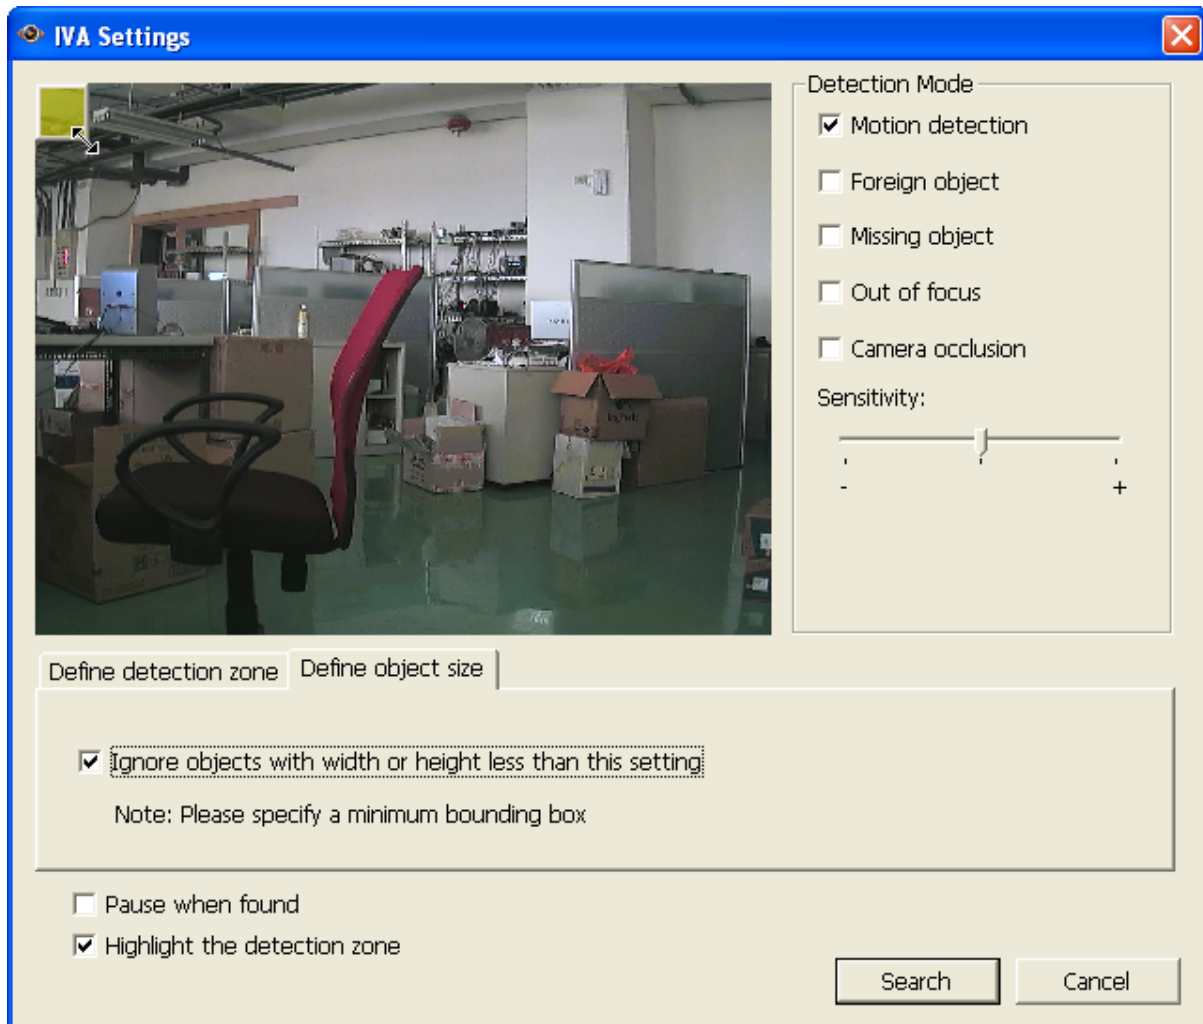 IVA Settings
Detection Mode
Motion detection
Foreign object
Missing object
Out of focus
Camera occlusion
Sensitivity:
- +
Define detection zone Define object size
Ignore objects with width or height less than this setting
Note: Please specify a minimum bounding box
Pause when found
Highlight the detection zone
Search Cancel